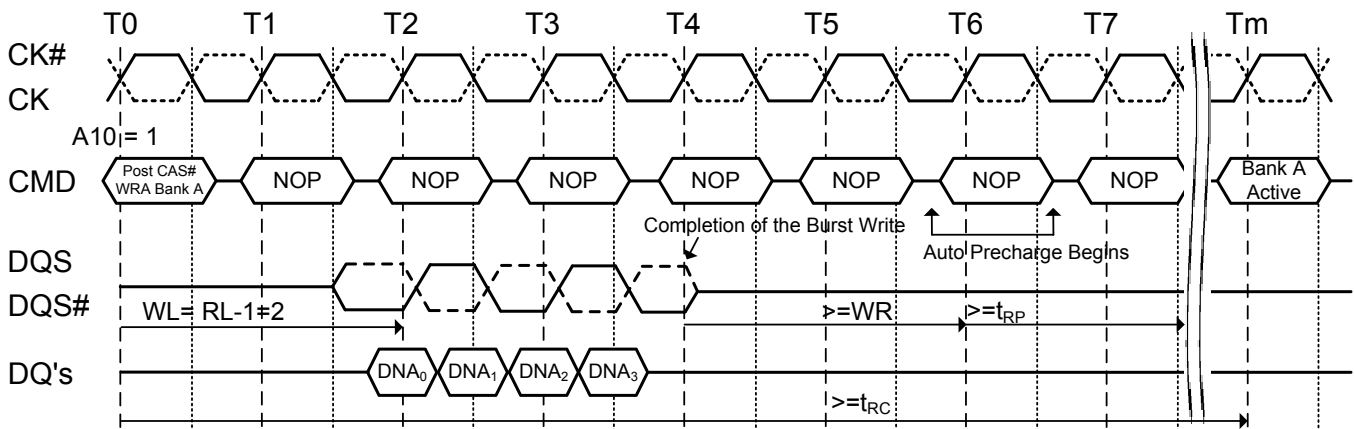 T0 T1 T2 T3 T4 T5 T6 T7 Tm
CK#
CK
A10 = 1
CMD
Post CAS# WRA Bank A NOP NOP NOP NOP NOP NOP NOP Bank A Active
Completion of the Burst Write
Auto Precharge Begins
DQS
DQS#
WL= RL-1=2 >=WR >=tRP
DQ's DNA0 DNA1 DNA2 DNA3
>=tRC